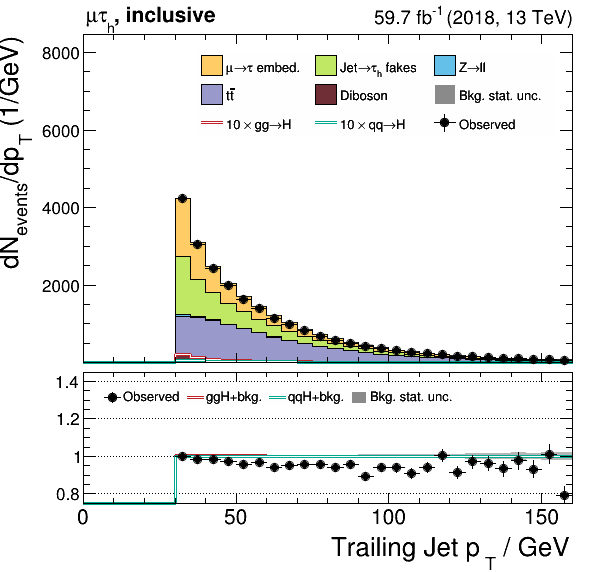 μτh, inclusive 59.7 fb⁻¹ (2018, 13 TeV)
dNevents/dpT (1/GeV)
8000
6000
4000
2000
μ→τ embed. Jet→τh fakes Z→ll
tt̄ Diboson Bkg. stat. unc.
10 × gg→H 10 × qq→H Observed
1.4
1.2
1
0.8
Observed ggH+bkg. qqH+bkg. Bkg. stat. unc.
0 50 100 150
Trailing Jet pT / GeV